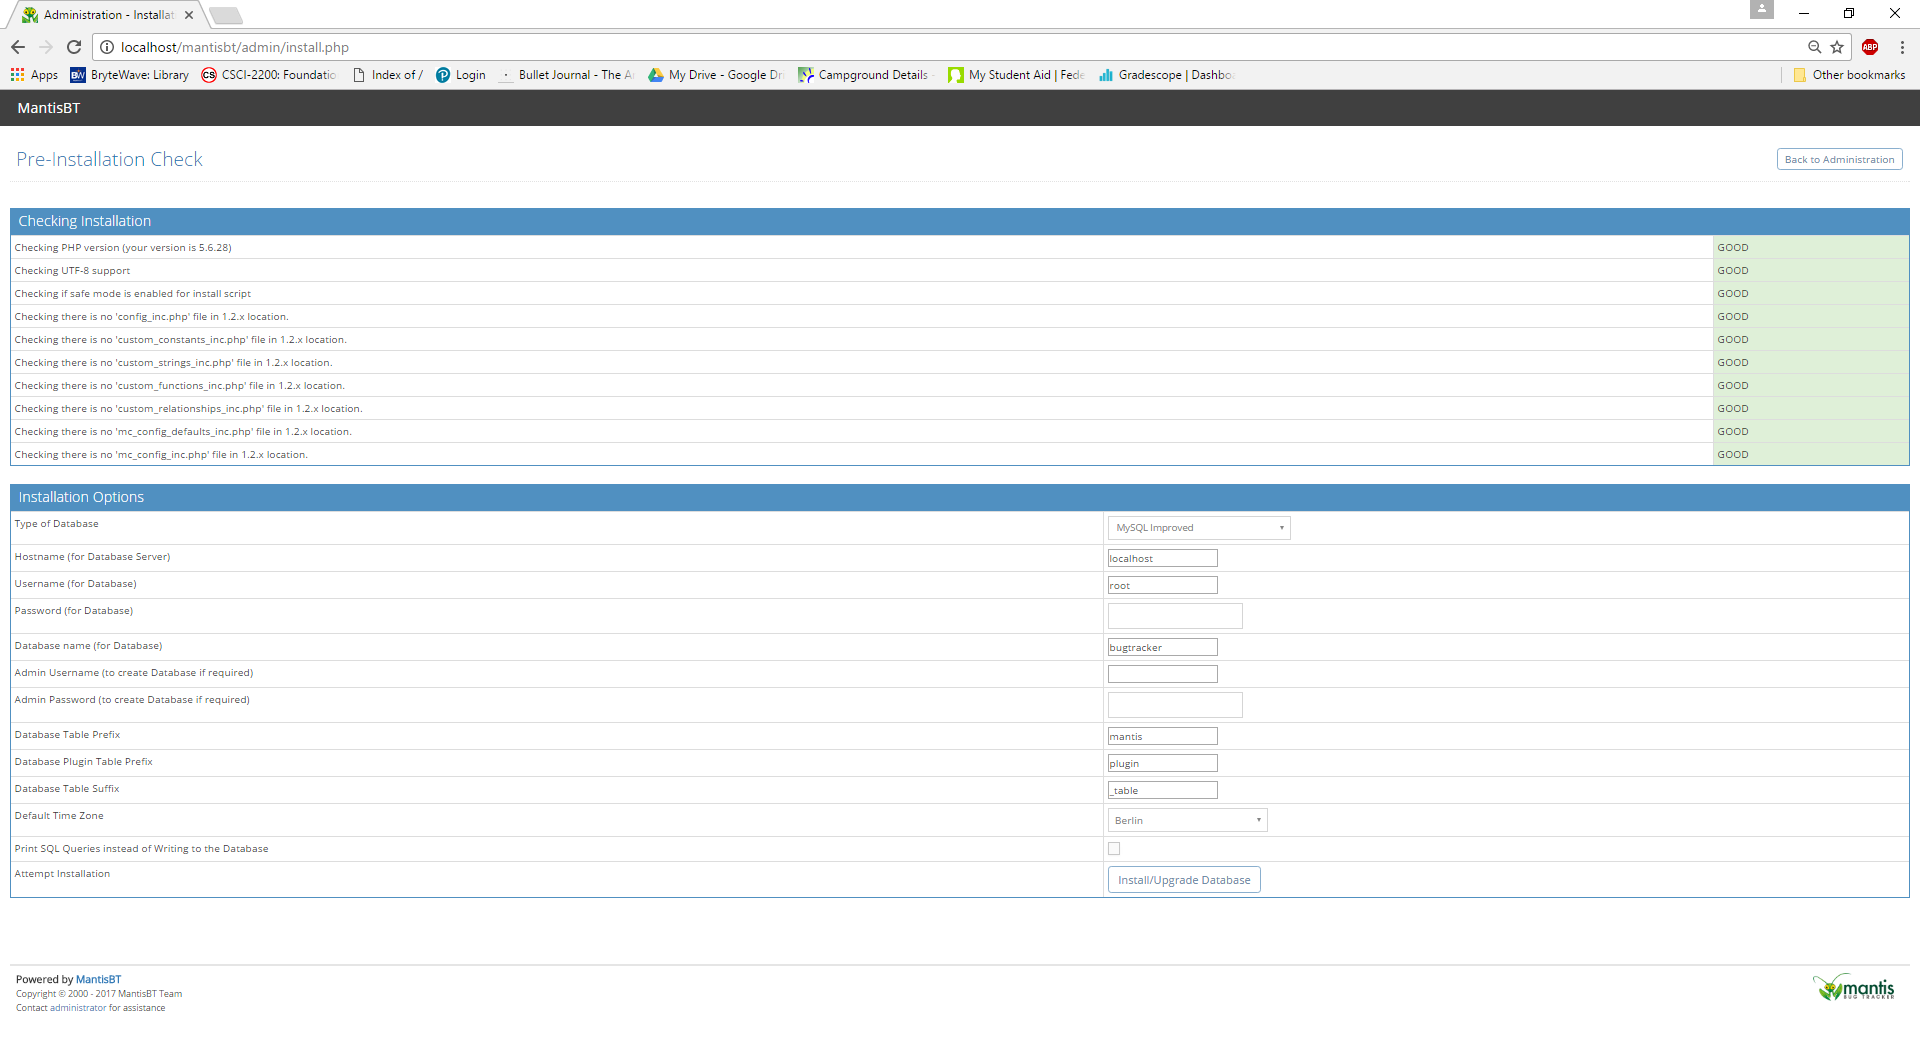 Administration - Installat
localhost/mantisbt/admin/install.php
ABP
Apps BW BryteWave: Library CS CSCI-2200: Foundatio Index of / Login Bullet Journal - The A My Drive - Google Dr Campground Details My Student Aid | Fede Gradescope | Dashbo Other bookmarks
MantisBT
Pre-Installation Check
Back to Administration
Checking Installation
Checking PHP version (your version is 5.6.28) GOOD
Checking UTF-8 support GOOD
Checking if safe mode is enabled for install script GOOD
Checking there is no 'config_inc.php' file in 1.2.x location. GOOD
Checking there is no 'custom_constants_inc.php' file in 1.2.x location. GOOD
Checking there is no 'custom_strings_inc.php' file in 1.2.x location. GOOD
Checking there is no 'custom_functions_inc.php' file in 1.2.x location. GOOD
Checking there is no 'custom_relationships_inc.php' file in 1.2.x location. GOOD
Checking there is no 'mc_config_defaults_inc.php' file in 1.2.x location. GOOD
Checking there is no 'mc_config_inc.php' file in 1.2.x location. GOOD
Installation Options
Type of Database MySQL Improved
Hostname (for Database Server) localhost
Username (for Database) root
Password (for Database)
Database name (for Database) bugtracker
Admin Username (to create Database if required)
Admin Password (to create Database if required)
Database Table Prefix mantis
Database Plugin Table Prefix plugin
Database Table Suffix _table
Default Time Zone Berlin
Print SQL Queries instead of Writing to the Database
Attempt Installation Install/Upgrade Database
Powered by MantisBT
Copyright © 2000 - 2017 MantisBT Team
Contact administrator for assistance
mantis
BUG TRACKER